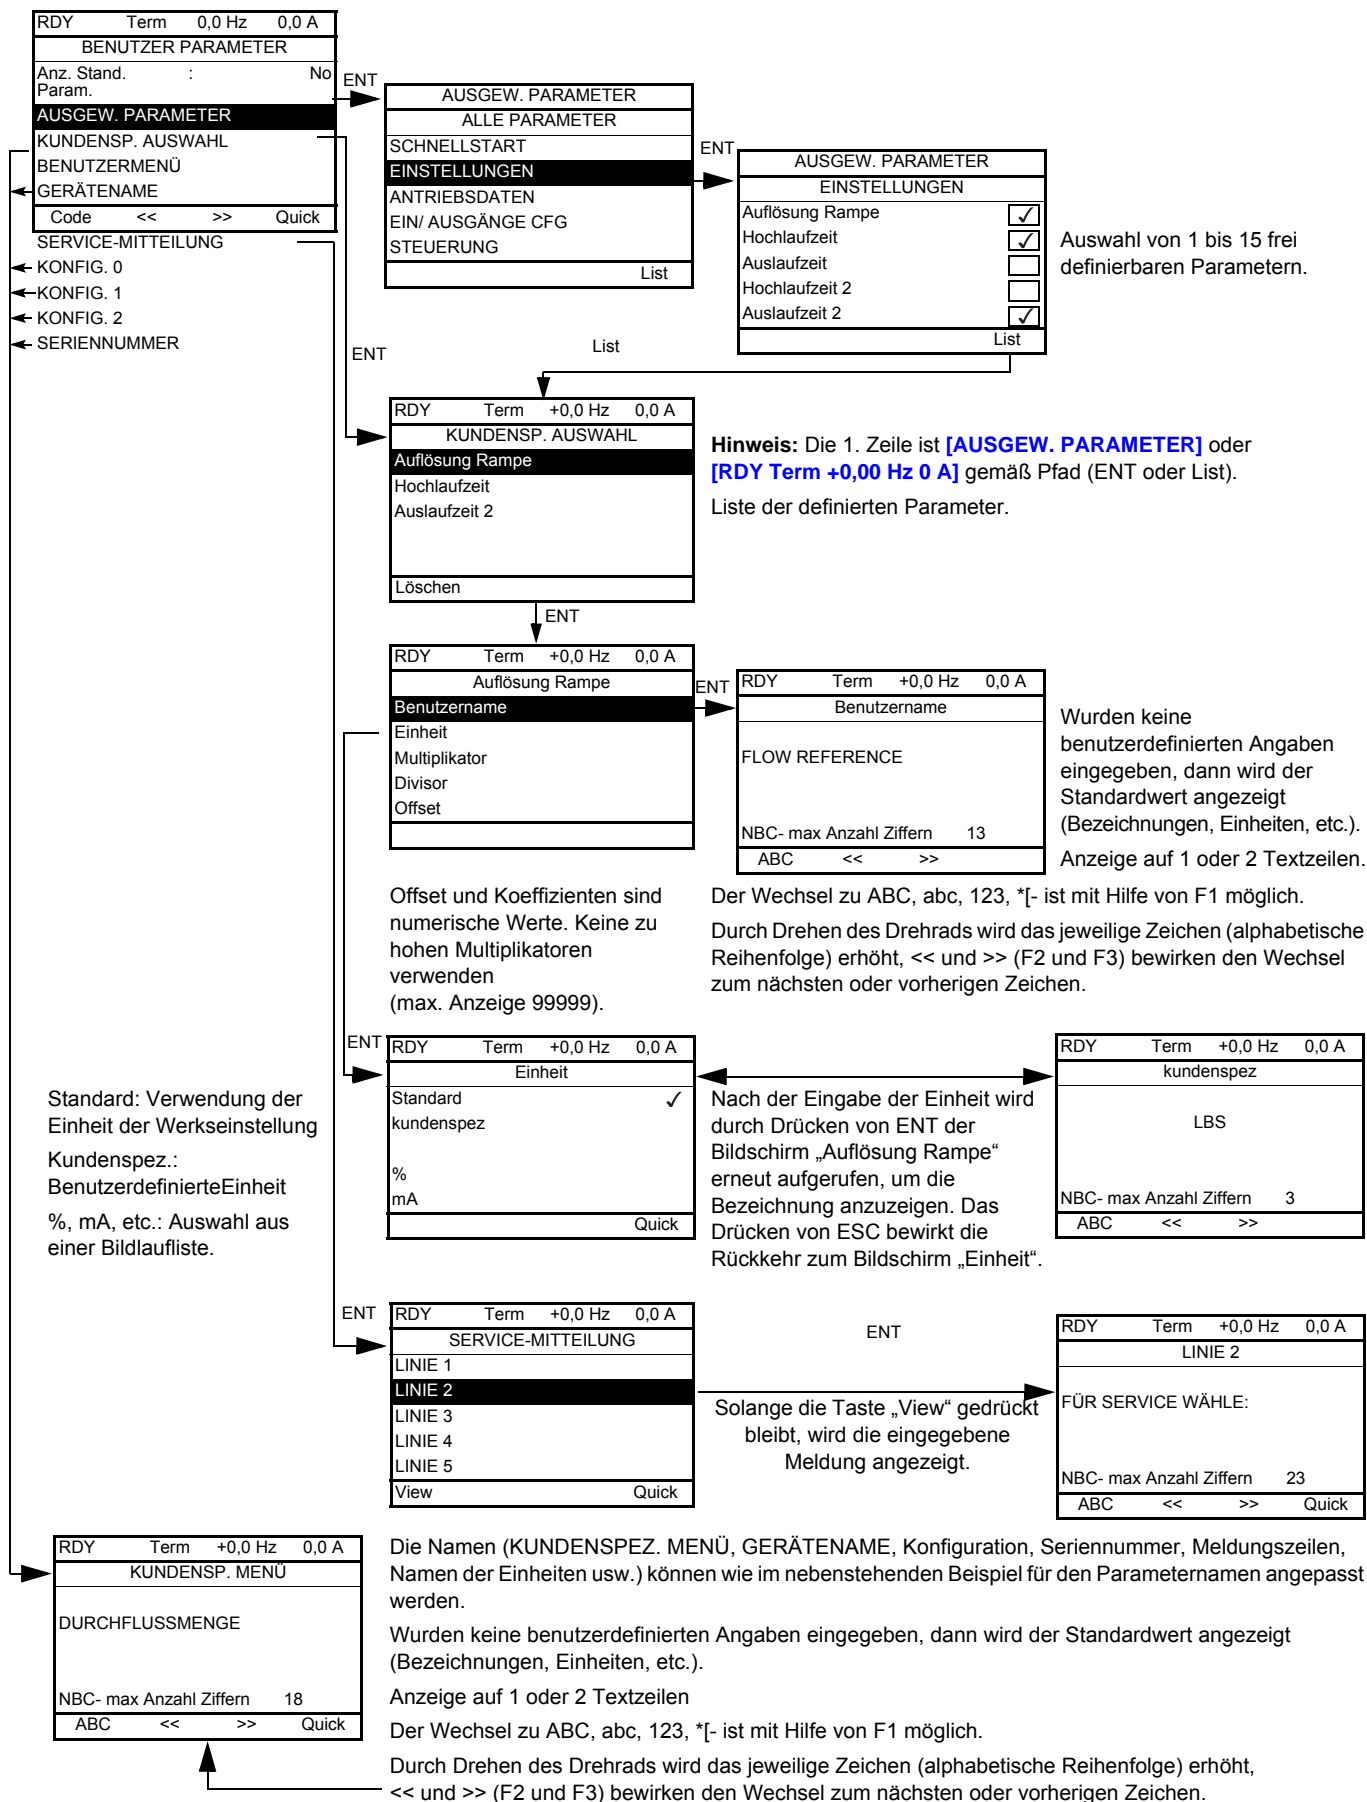 RDY Term 0,0 Hz 0,0 A
BENUTZER PARAMETER
Anz. Stand. : No
Param.
AUSGEW. PARAMETER
KUNDENSP. AUSWAHL
BENUTZERMENÜ
GERÄTENAME
Code << >> Quick
SERVICE-MITTEILUNG
KONFIG. 0
KONFIG. 1
KONFIG. 2
SERIENNUMMER
ENT
AUSGEW. PARAMETER
ALLE PARAMETER
SCHNELLSTART
EINSTELLUNGEN
ANTRIEBSDATEN
EIN/ AUSGÄNGE CFG
STEUERUNG
List
ENT
AUSGEW. PARAMETER
EINSTELLUNGEN
Auflösung Rampe ✓
Hochlaufzeit ✓
Auslaufzeit
Hochlaufzeit 2
Auslaufzeit 2 ✓
List
Auswahl von 1 bis 15 frei
definierbaren Parametern.
ENT
List
RDY Term +0,0 Hz 0,0 A
KUNDENSP. AUSWAHL
Auflösung Rampe
Hochlaufzeit
Auslaufzeit 2
Löschen
Hinweis: Die 1. Zeile ist [AUSGEW. PARAMETER] oder
[RDY Term +0,00 Hz 0 A] gemäß Pfad (ENT oder List).
Liste der definierten Parameter.
ENT
RDY Term +0,0 Hz 0,0 A
Auflösung Rampe
Benutzername
Einheit
Multiplikator
Divisor
Offset
ENT
RDY Term +0,0 Hz 0,0 A
Benutzername
FLOW REFERENCE
NBC- max Anzahl Ziffern 13
ABC << >>
Wurden keine
benutzerdefinierten Angaben
eingegeben, dann wird der
Standardwert angezeigt
(Bezeichnungen, Einheiten, etc.).
Anzeige auf 1 oder 2 Textzeilen.
Offset und Koeffizienten sind
numerische Werte. Keine zu
hohen Multiplikatoren
verwenden
(max. Anzeige 99999).
Der Wechsel zu ABC, abc, 123, *[- ist mit Hilfe von F1 möglich.
Durch Drehen des Drehrads wird das jeweilige Zeichen (alphabetische
Reihenfolge) erhöht, << und >> (F2 und F3) bewirken den Wechsel
zum nächsten oder vorherigen Zeichen.
Standard: Verwendung der
Einheit der Werkseinstellung
Kundenspez.:
BenutzerdefinierteEinheit
%, mA, etc.: Auswahl aus
einer Bildlaufliste.
ENT
RDY Term +0,0 Hz 0,0 A
Einheit
Standard ✓
kundenspez
%
mA
Quick
Nach der Eingabe der Einheit wird
durch Drücken von ENT der
Bildschirm „Auflösung Rampe“
erneut aufgerufen, um die
Bezeichnung anzuzeigen. Das
Drücken von ESC bewirkt die
Rückkehr zum Bildschirm „Einheit“.
RDY Term +0,0 Hz 0,0 A
kundenspez
LBS
NBC- max Anzahl Ziffern 3
ABC << >>
ENT
RDY Term +0,0 Hz 0,0 A
SERVICE-MITTEILUNG
LINIE 1
LINIE 2
LINIE 3
LINIE 4
LINIE 5
View Quick
ENT
Solange die Taste „View“ gedrückt
bleibt, wird die eingegebene
Meldung angezeigt.
RDY Term +0,0 Hz 0,0 A
LINIE 2
FÜR SERVICE WÄHLE:
NBC- max Anzahl Ziffern 23
ABC << >> Quick
RDY Term +0,0 Hz 0,0 A
KUNDENSP. MENÜ
DURCHFLUSSMENGE
NBC- max Anzahl Ziffern 18
ABC << >> Quick
Die Namen (KUNDENSPEZ. MENÜ, GERÄTENAME, Konfiguration, Seriennummer, Meldungszeilen,
Namen der Einheiten usw.) können wie im nebenstehenden Beispiel für den Parameternamen angepasst
werden.
Wurden keine benutzerdefinierten Angaben eingegeben, dann wird der Standardwert angezeigt
(Bezeichnungen, Einheiten, etc.).
Anzeige auf 1 oder 2 Textzeilen
Der Wechsel zu ABC, abc, 123, *[- ist mit Hilfe von F1 möglich.
Durch Drehen des Drehrads wird das jeweilige Zeichen (alphabetische Reihenfolge) erhöht,
<< und >> (F2 und F3) bewirken den Wechsel zum nächsten oder vorherigen Zeichen.